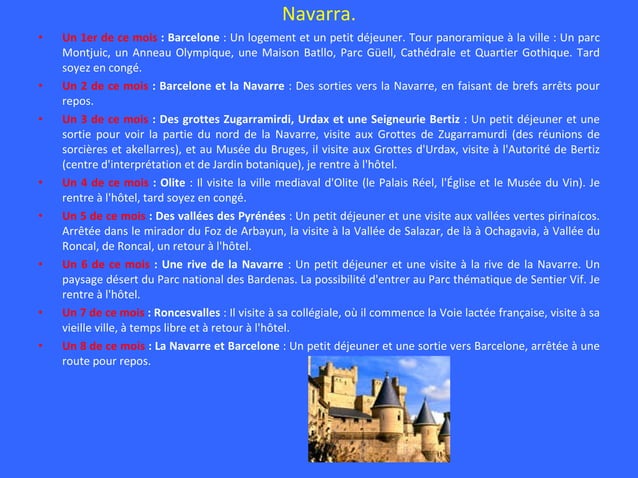 Navarra.
• Un 1er de ce mois : Barcelone : Un logement et un petit déjeuner. Tour panoramique à la ville : Un parc
Montjuic, un Anneau Olympique, une Maison Batllo, Parc Güell, Cathédrale et Quartier Gothique. Tard
soyez en congé.
• Un 2 de ce mois : Barcelone et la Navarre : Des sorties vers la Navarre, en faisant de brefs arrêts pour
repos.
• Un 3 de ce mois : Des grottes Zugarramirdi, Urdax et une Seigneurie Bertiz : Un petit déjeuner et une
sortie pour voir la partie du nord de la Navarre, visite aux Grottes de Zugarramurdi (des réunions de
sorcières et akellarres), et au Musée du Bruges, il visite aux Grottes d'Urdax, visite à l'Autorité de Bertiz
(centre d'interprétation et de Jardin botanique), je rentre à l'hôtel.
• Un 4 de ce mois : Olite : Il visite la ville mediaval d'Olite (le Palais Réel, l'Église et le Musée du Vin). Je
rentre à l'hôtel, tard soyez en congé.
• Un 5 de ce mois : Des vallées des Pyrénées : Un petit déjeuner et une visite aux vallées vertes pirinaícos.
Arrêtée dans le mirador du Foz de Arbayun, la visite à la Vallée de Salazar, de là à Ochagavia, à Vallée du
Roncal, de Roncal, un retour à l'hôtel.
• Un 6 de ce mois : Une rive de la Navarre : Un petit déjeuner et une visite à la rive de la Navarre. Un
paysage désert du Parc national des Bardenas. La possibilité d'entrer au Parc thématique de Sentier Vif. Je
rentre à l'hôtel.
• Un 7 de ce mois : Roncesvalles : Il visite à sa collégiale, où il commence la Voie lactée française, visite à sa
vieille ville, à temps libre et à retour à l'hôtel.
• Un 8 de ce mois : La Navarre et Barcelone : Un petit déjeuner et une sortie vers Barcelone, arrêtée à une
route pour repos.